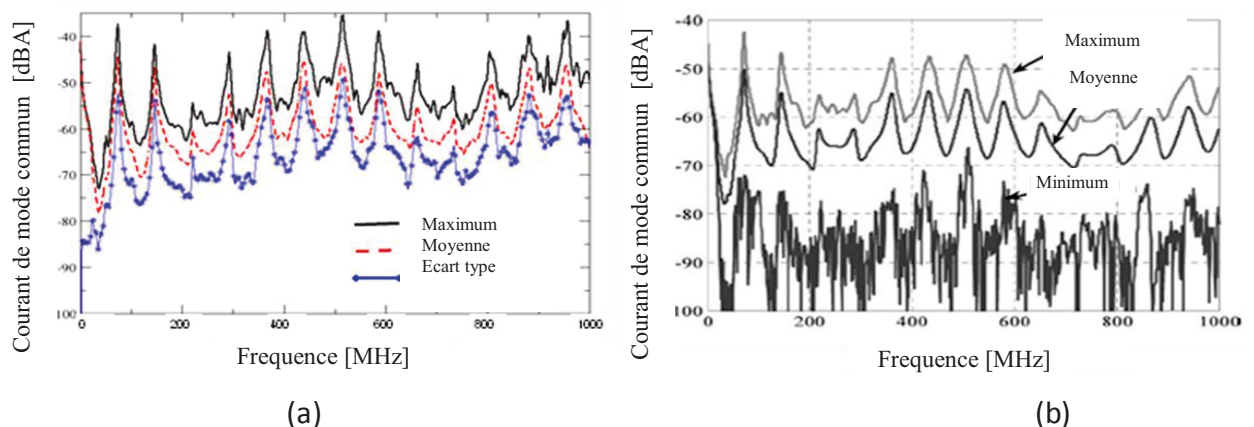 Courant de mode commun [dBA]
-40
-50
-60
-70
-80
-90
100
0
200
400
600
800
1000
Maximum
Moyenne
Ecart type
Frequence [MHz]
(a)
Courant de mode commun [dBA]
-40
-50
-60
-70
-80
-90
100
0
200
400
600
800
1000
Maximum
Moyenne
Minimum
Frequence [MHz]
(b)